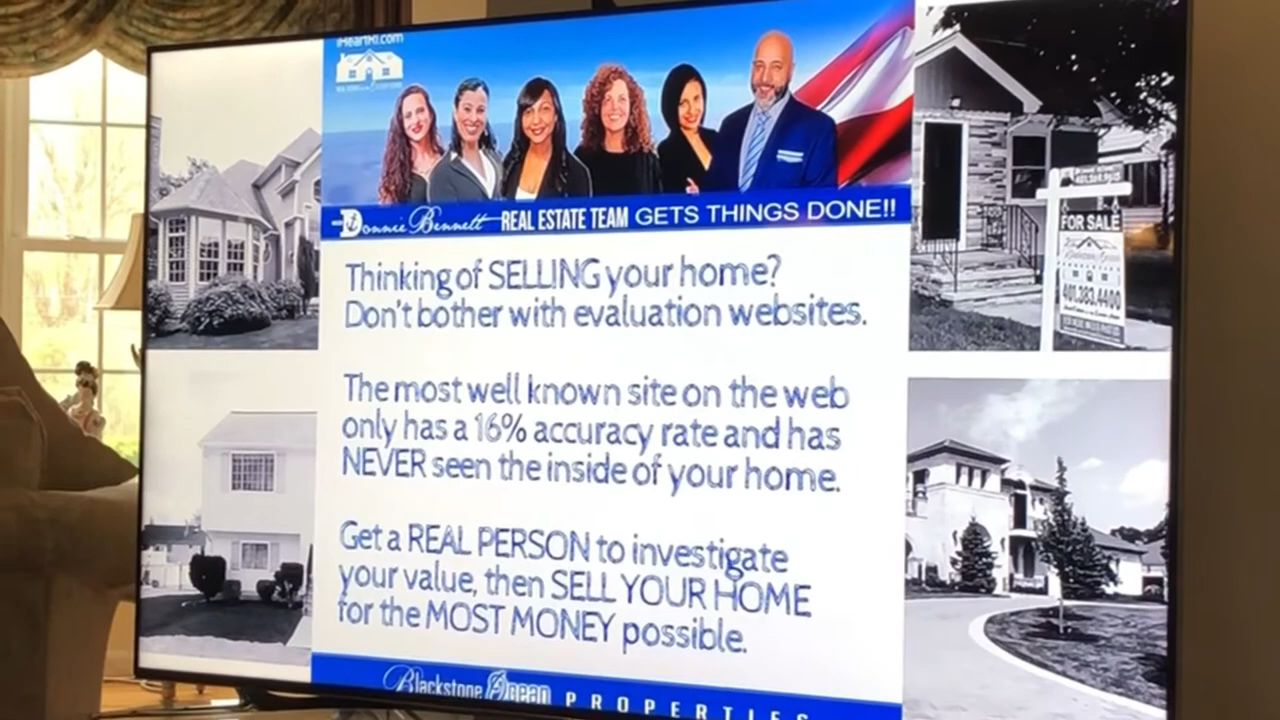 iHeartRI.com
Donnie Bennett REAL ESTATE TEAM GETS THINGS DONE!!
Thinking of SELLING your home?
Don't bother with evaluation websites.
The most well known site on the web
only has a 16% accuracy rate and has
NEVER seen the inside of your home.
Get a REAL PERSON to investigate
your value, then SELL YOUR HOME
for the MOST MONEY possible.
Blackstone Ocean PROPERTIES
FOR SALE
401.383.4400